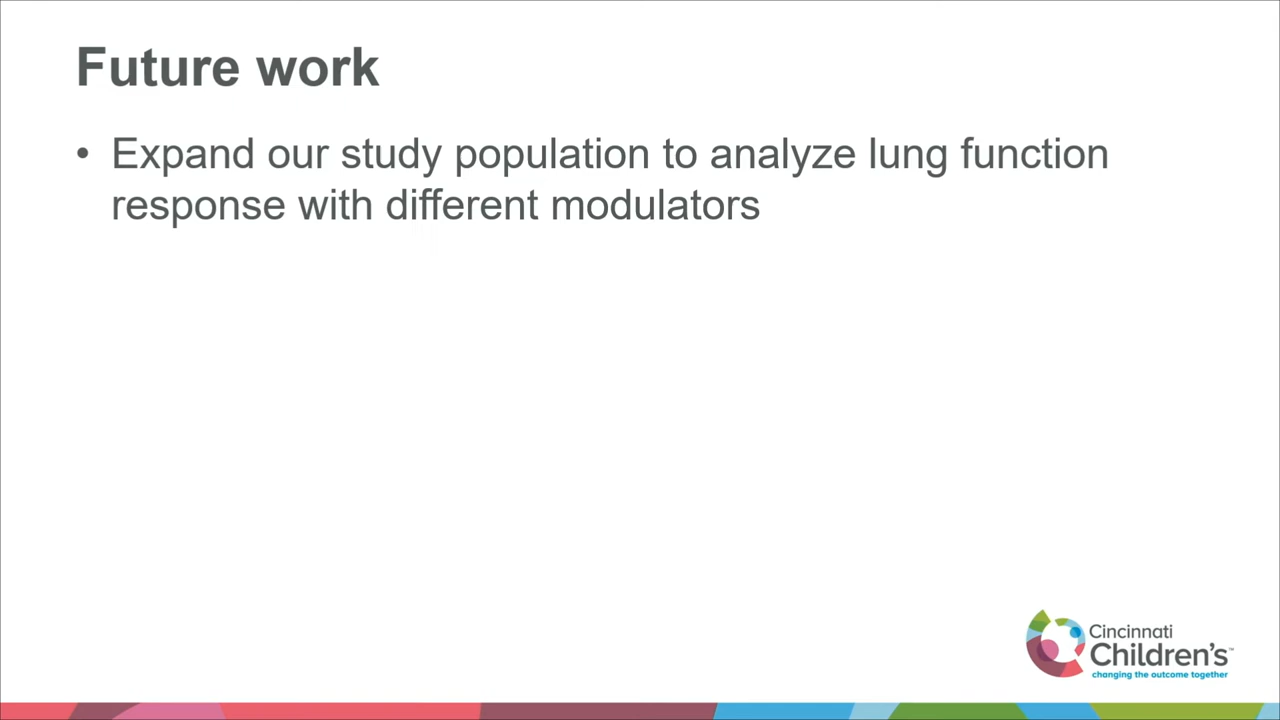 Future work
• Expand our study population to analyze lung function
response with different modulators
Cincinnati
Children's™
changing the outcome together